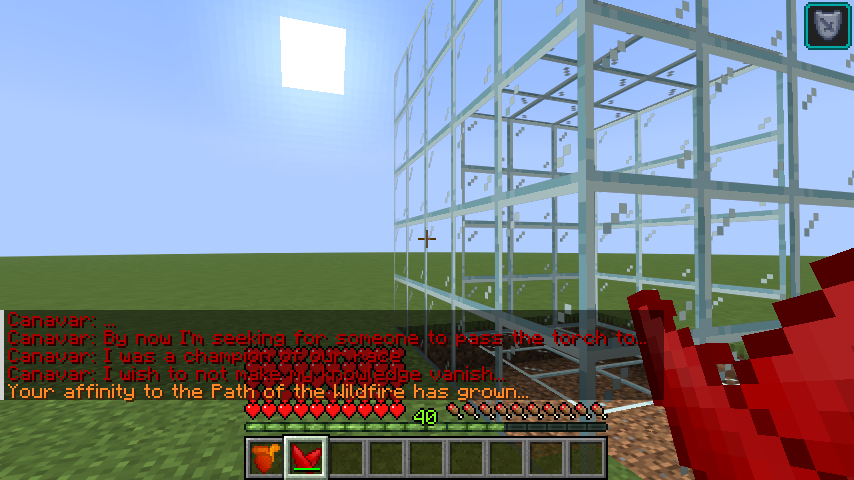 Canavar: ...
Canavar: By now I'm seeking for someone to pass the torch to...
Canavar: I was a champion of our race
Canavar: I wish to not make my knowledge vanish...
Your affinity to the Path of the Wildfire has grown...
40